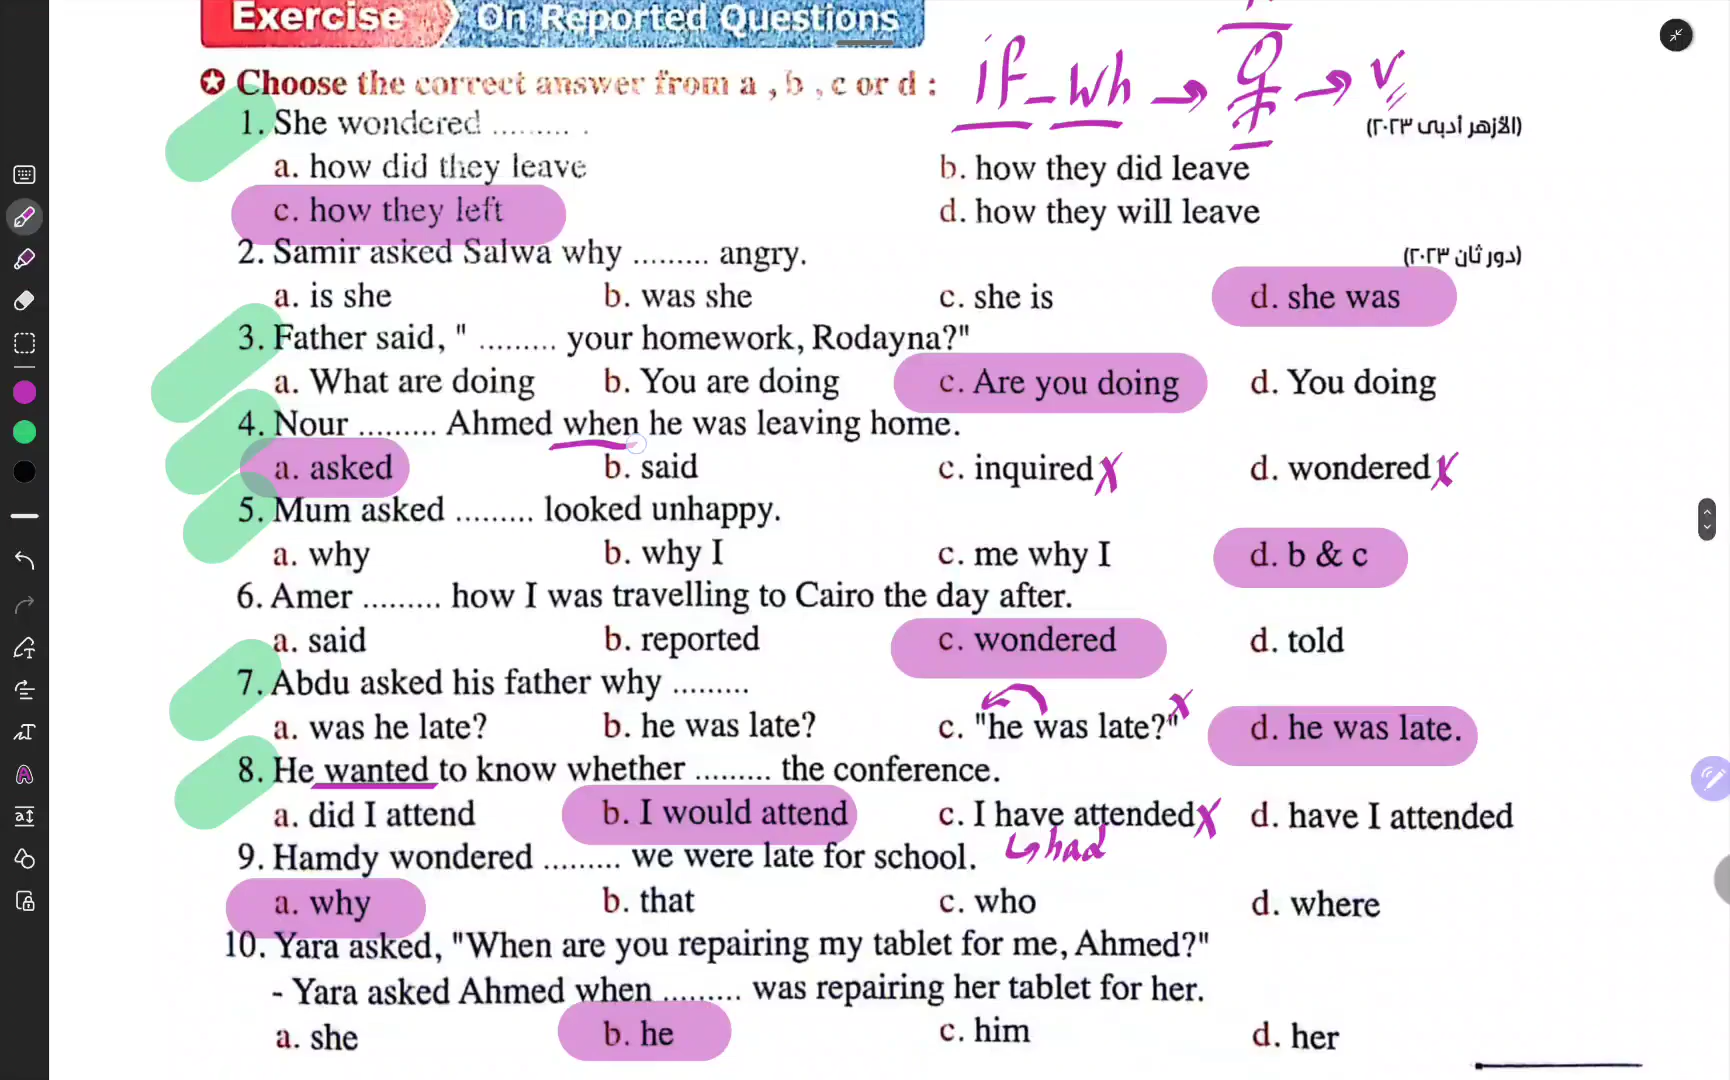 Exercise On Reported Questions
Choose the correct answer from a , b , c or d :
if - wh → → v
1. She wondered ......... . (الأزهر أدبى ٢٠٢٣)
a. how did they leave b. how they did leave
c. how they left d. how they will leave
2. Samir asked Salwa why ......... angry. (دور ثان ٢٠٢٣)
a. is she b. was she c. she is d. she was
3. Father said, " ......... your homework, Rodayna?"
a. What are doing b. You are doing c. Are you doing d. You doing
4. Nour ......... Ahmed when he was leaving home.
a. asked b. said c. inquired x d. wondered x
5. Mum asked ......... looked unhappy.
a. why b. why I c. me why I d. b & c
6. Amer ......... how I was travelling to Cairo the day after.
a. said b. reported c. wondered d. told
7. Abdu asked his father why .........
a. was he late? b. he was late? c. "he was late?" x d. he was late.
8. He wanted to know whether ......... the conference.
a. did I attend b. I would attend c. I have attended x d. have I attended
↳ had
9. Hamdy wondered ......... we were late for school.
a. why b. that c. who d. where
10. Yara asked, "When are you repairing my tablet for me, Ahmed?"
- Yara asked Ahmed when ......... was repairing her tablet for her.
a. she b. he c. him d. her